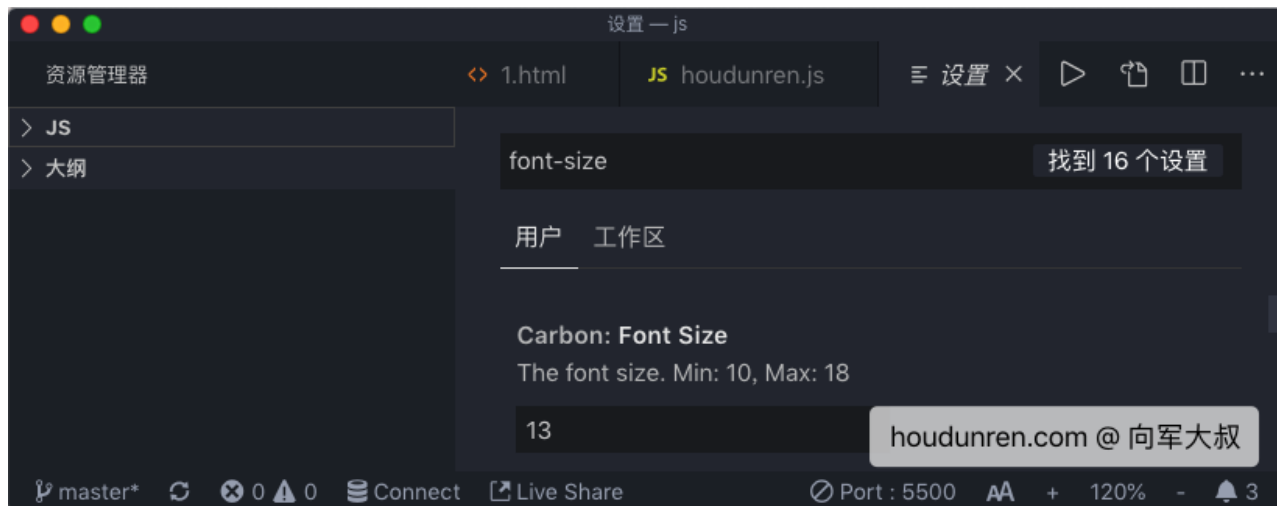 设置 — js
资源管理器
<> 1.html JS houdunren.js 设置 ×
> JS
> 大纲
font-size 找到 16 个设置
用户 工作区
Carbon: Font Size
The font size. Min: 10, Max: 18
13
houdunren.com @ 向军大叔
master* 0 0 Connect Live Share Port : 5500 AA + 120% - 3